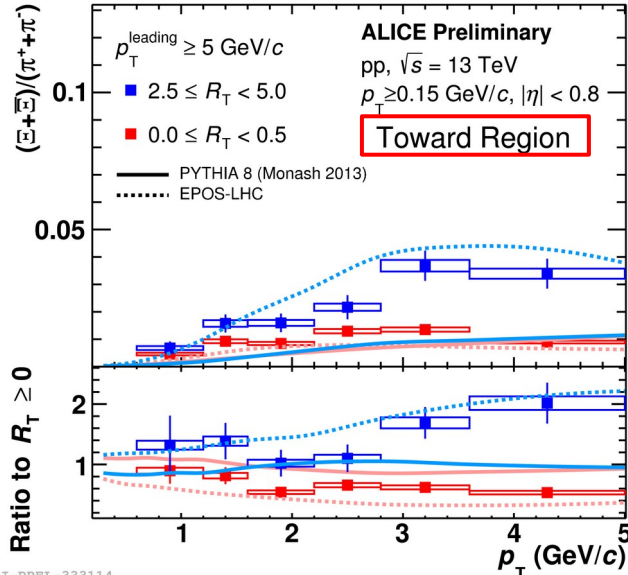 (Ξ+Ξ̅)/(π⁺+π⁻)
0.1
0.05
p_T^leading ≥ 5 GeV/c
2.5 ≤ R_T < 5.0
0.0 ≤ R_T < 0.5
PYTHIA 8 (Monash 2013)
EPOS-LHC
ALICE Preliminary
pp, √s = 13 TeV
p_T≥0.15 GeV/c, |η| < 0.8
Toward Region
Ratio to R_T ≥ 0
2
1
1 2 3 4 5
p_T (GeV/c)